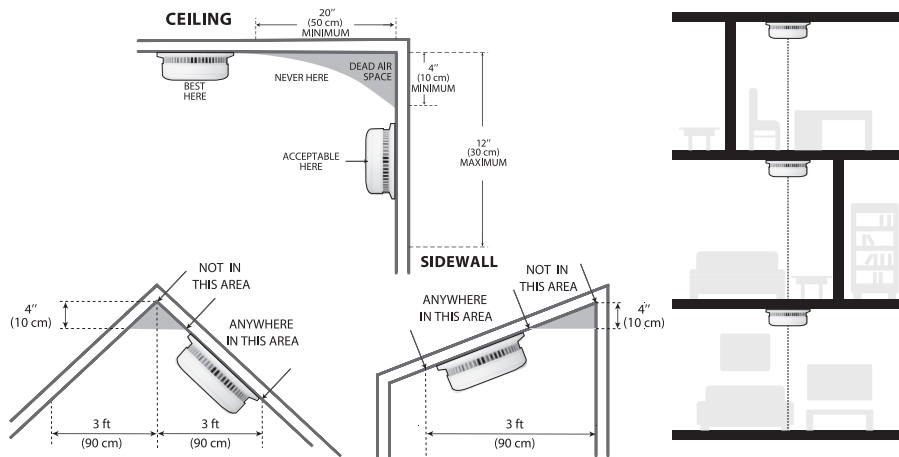 CEILING
20"
(50 cm)
MINIMUM
BEST
HERE
NEVER HERE
DEAD AIR
SPACE
4"
(10 cm)
MINIMUM
ACCEPTABLE
HERE
12"
(30 cm)
MAXIMUM
SIDEWALL
NOT IN
THIS AREA
4"
(10 cm)
ANYWHERE
IN THIS AREA
3 ft
(90 cm)
3 ft
(90 cm)
NOT IN
THIS AREA
ANYWHERE
IN THIS AREA
4"
(10 cm)
3 ft
(90 cm)